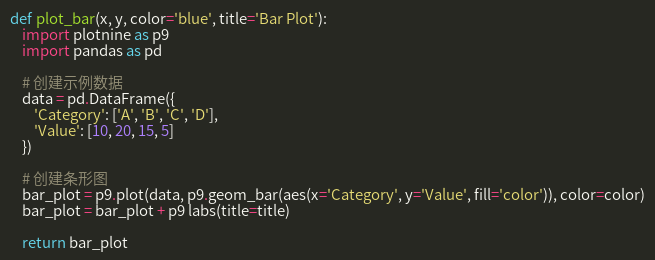 def plot_bar(x, y, color='blue', title='Bar Plot'):
    import plotnine as p9
    import pandas as pd
    # 创建示例数据
    data = pd.DataFrame({
        'Category': ['A', 'B', 'C', 'D'],
        'Value': [10, 20, 15, 5]
    })
    # 创建条形图
    bar_plot = p9.plot(data, p9.geom_bar(aes(x='Category', y='Value', fill='color')), color=color)
    bar_plot = bar_plot + p9 labs(title=title)
    return bar_plot